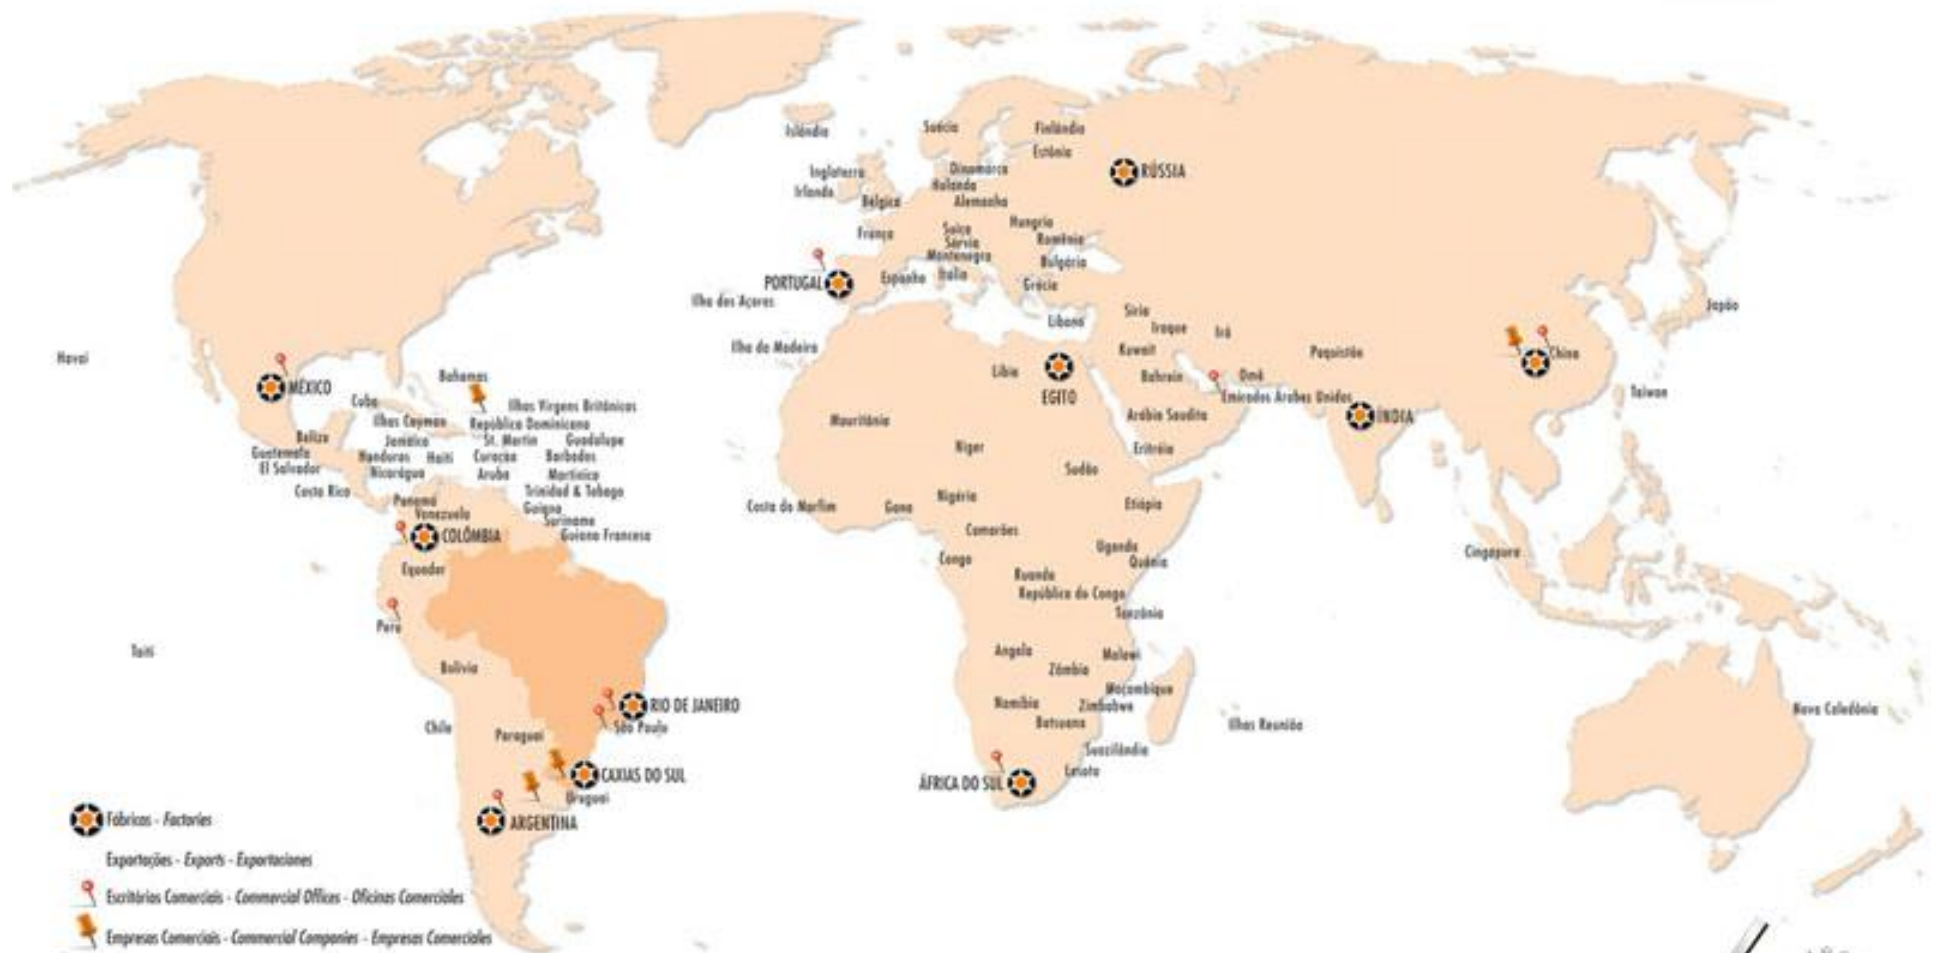 Islândia
Suécia
Finlândia
Estônia
Inglaterra
Dinamarca
RÚSSIA
Irlanda
Holanda
Bélgica
Alemanha
França
Suíça
Hungria
Sérvia
Romênia
Montenegro
Bulgária
PORTUGAL
Espanha
Itália
Grécia
Ilha dos Açores
Líbano
Síria
Iraque
Irã
Japão
Havaí
Ilha da Madeira
Kuwait
Paquistão
China
MÉXICO
Bahamas
Líbia
EGITO
Bahrein
Omã
Emirados Árabes Unidos
Taiwan
Cuba
Ilhas Virgens Britânicas
Ilhas Cayman
República Dominicana
Mauritânia
Arábia Saudita
ÍNDIA
Belize
Jamaica
St. Martin
Guadalupe
Guatemala
Honduras
Haiti
Curaçao
Barbados
Niger
Eritréia
El Salvador
Nicarágua
Aruba
Martinica
Sudão
Costa Rica
Trinidad & Tobago
Panamá
Venezuela
Guiana
Suriname
Costa do Marfim
Gana
Nigéria
Etiópia
COLÔMBIA
Guiana Francesa
Camarões
Equador
Congo
Uganda
Quênia
Cingapura
Ruanda
República do Congo
Peru
Tanzânia
Taiti
Bolívia
Angola
Malawi
Zâmbia
Moçambique
RIO DE JANEIRO
Namíbia
Zimbabwe
Nova Caledônia
Chile
Paraguai
São Paulo
Botsuana
Ilhas Reunião
Suazilândia
CAXIAS DO SUL
Lesoto
ÁFRICA DO SUL
Uruguai
ARGENTINA
Fábricas - Factories
Exportações - Exports - Exportaciones
Escritórios Comerciais - Commercial Offices - Oficinas Comerciales
Empresas Comerciais - Commercial Companies - Empresas Comerciales